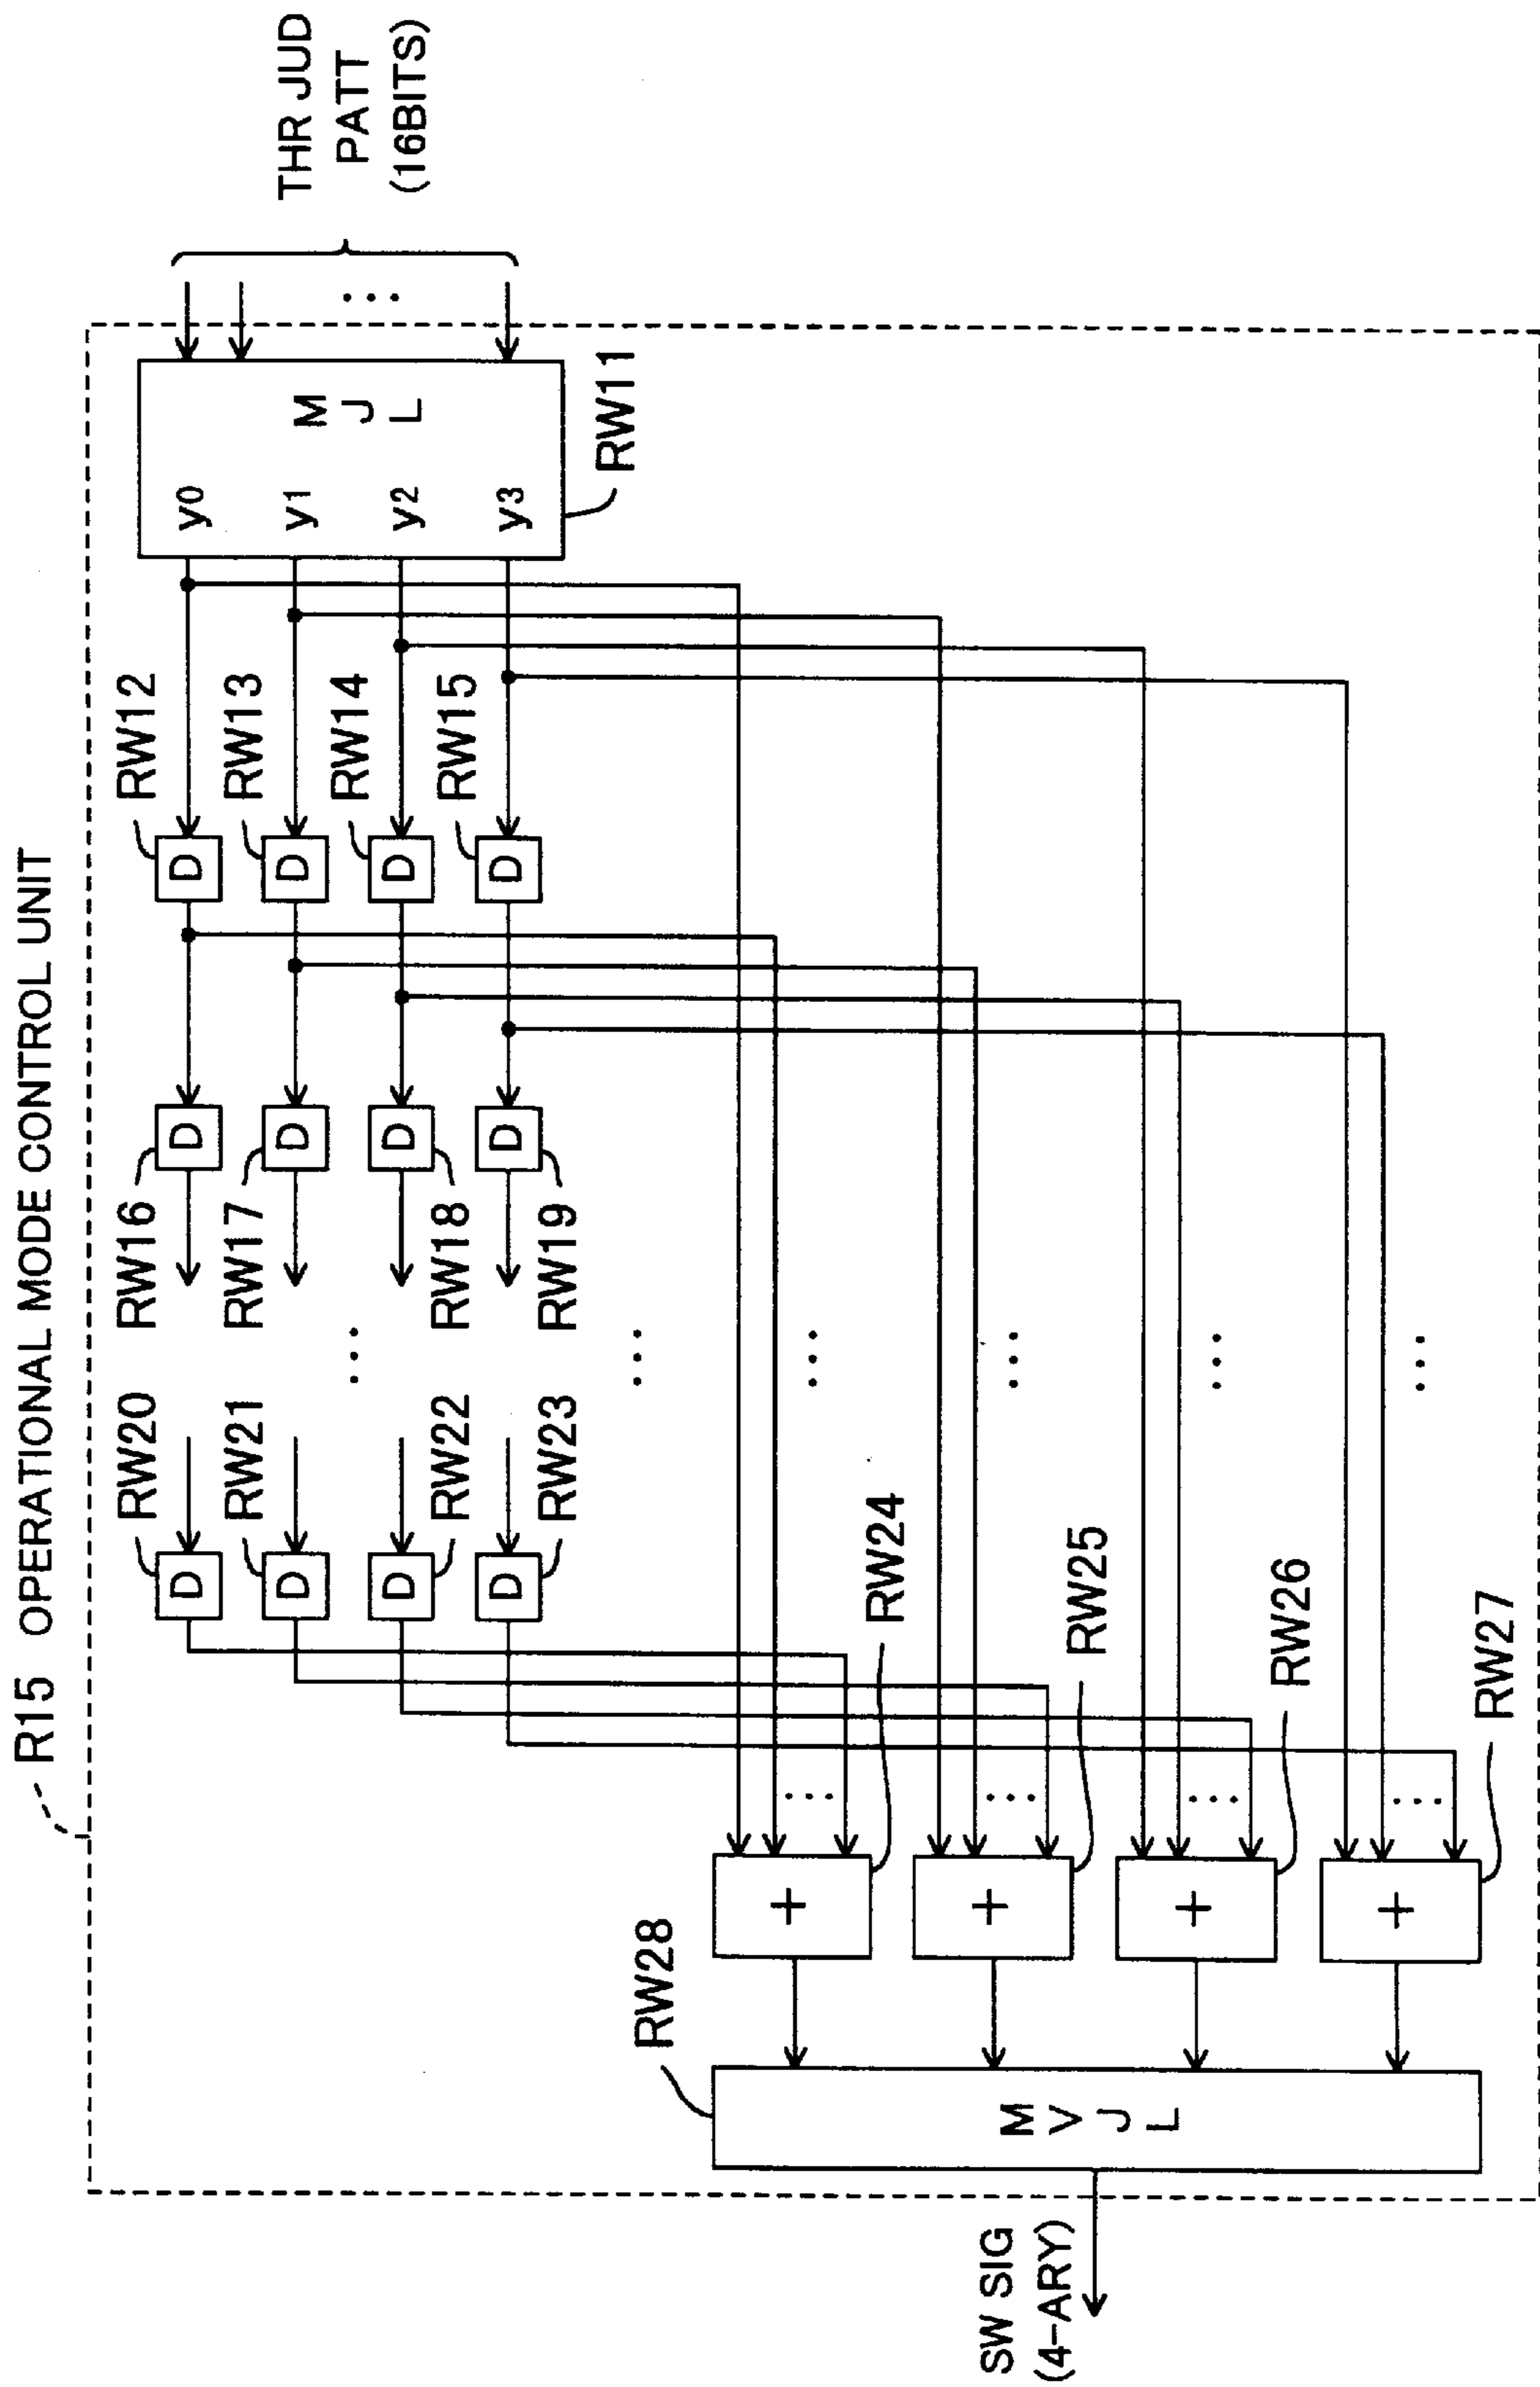 R15 OPERATIONAL MODE CONTROL UNIT
THR JUD
PATT
(16BITS)
M
J
L
y0
y1
y2
y3
RW11
RW12
RW13
RW14
RW15
D
D
D
D
RW16
RW17
RW18
RW19
D
D
D
D
RW20
RW21
RW22
RW23
D
D
D
D
RW24
RW25
RW26
RW27
+
+
+
+
RW28
M
V
J
L
SW SIG
(4-ARY)